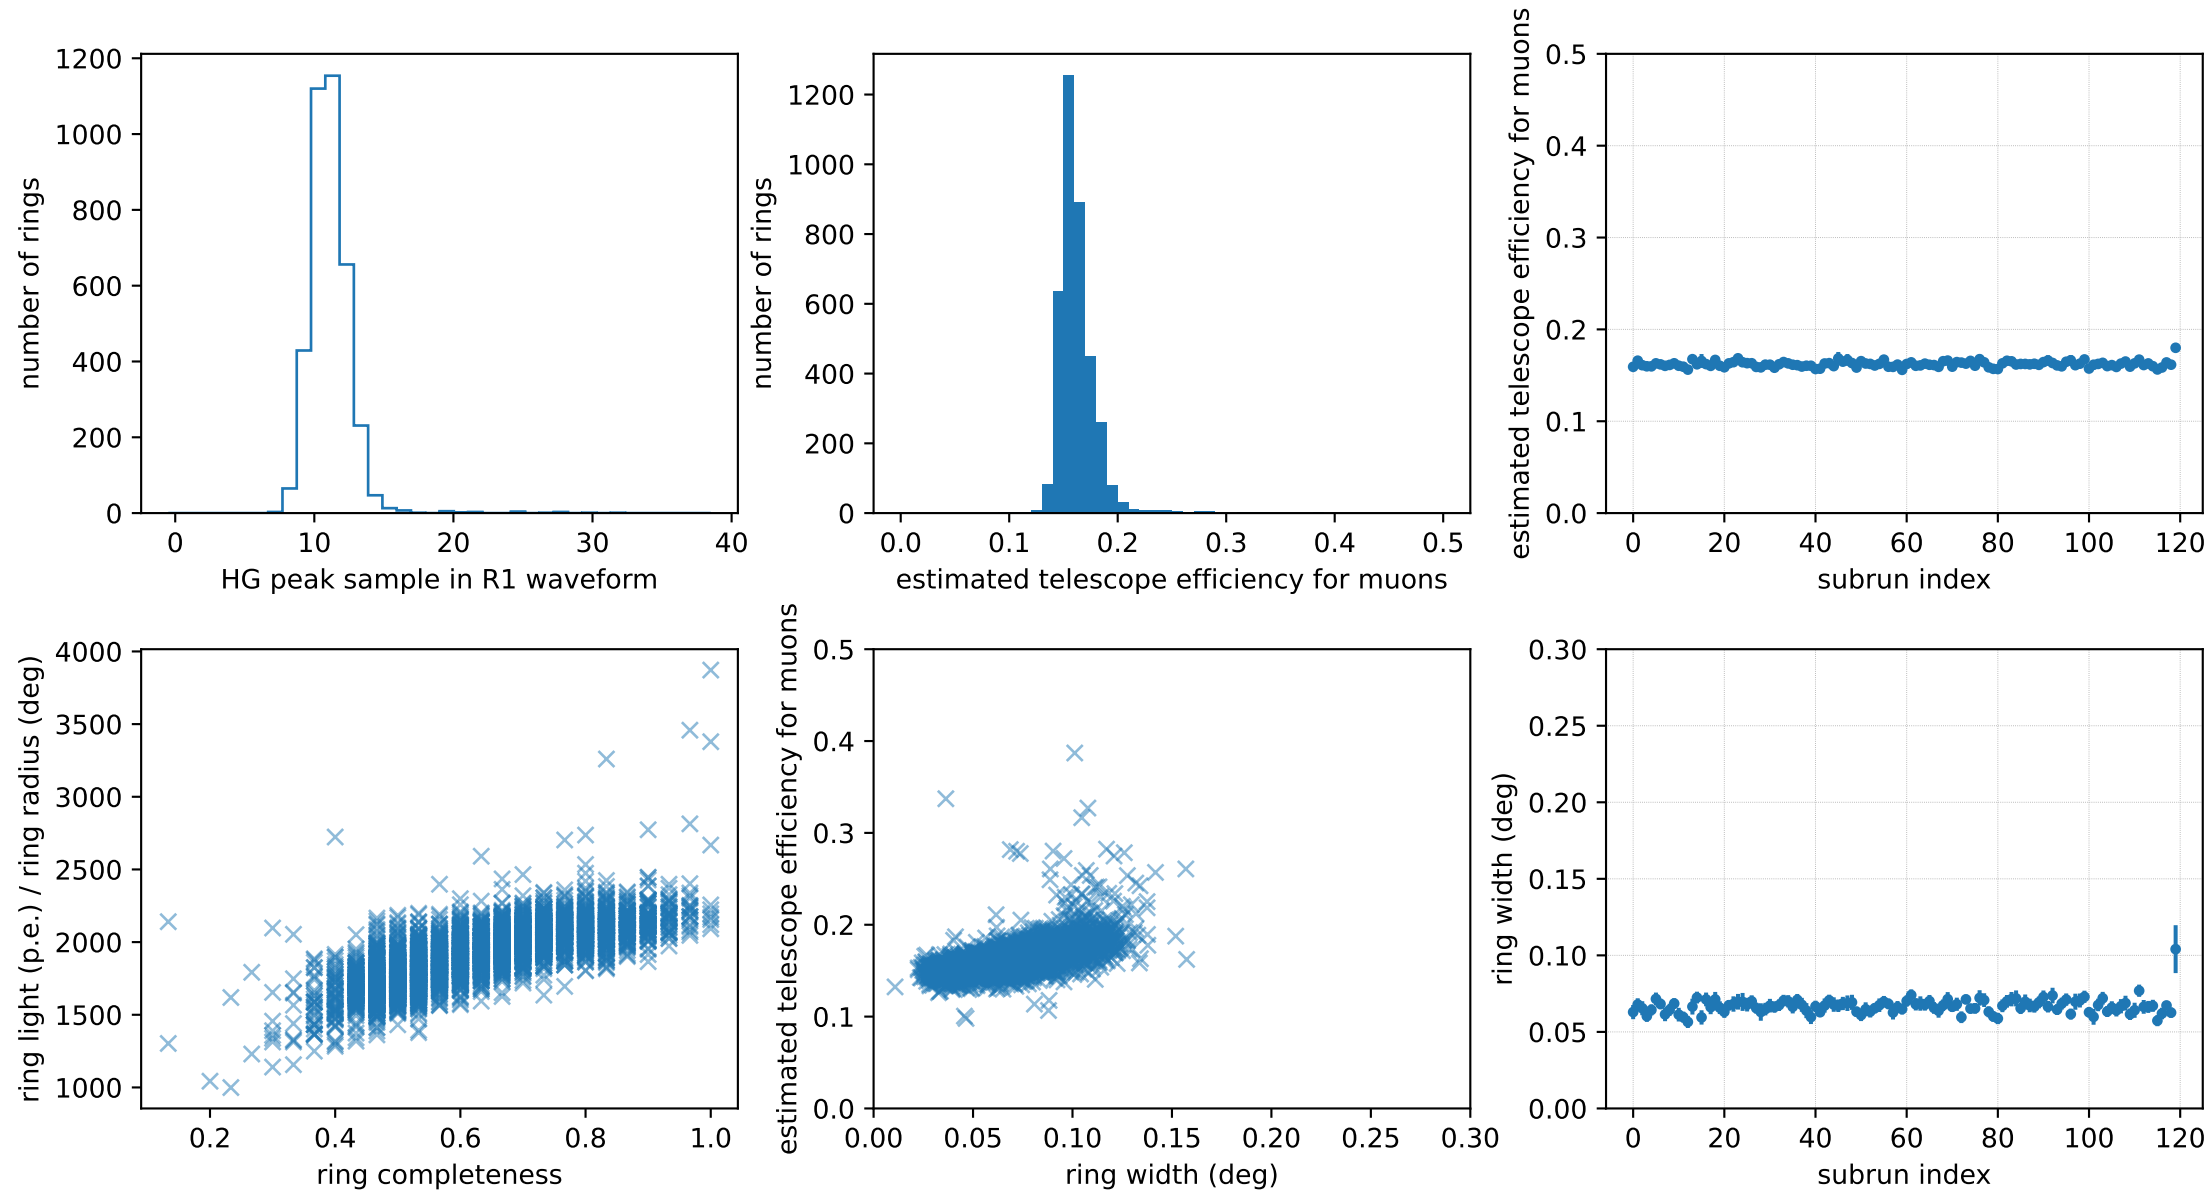 1200
1000
800
600
400
200
0
number of rings
0 10 20 30 40
HG peak sample in R1 waveform
1200
1000
800
600
400
200
0
number of rings
0.0 0.1 0.2 0.3 0.4 0.5
estimated telescope efficiency for muons
0.5
0.4
0.3
0.2
0.1
0.0
estimated telescope efficiency for muons
0 20 40 60 80 100 120
subrun index
4000
3500
3000
2500
2000
1500
1000
ring light (p.e.) / ring radius (deg)
0.2 0.4 0.6 0.8 1.0
ring completeness
0.5
0.4
0.3
0.2
0.1
0.0
estimated telescope efficiency for muons
0.00 0.05 0.10 0.15 0.20 0.25 0.30
ring width (deg)
0.30
0.25
0.20
0.15
0.10
0.05
0.00
ring width (deg)
0 20 40 60 80 100 120
subrun index